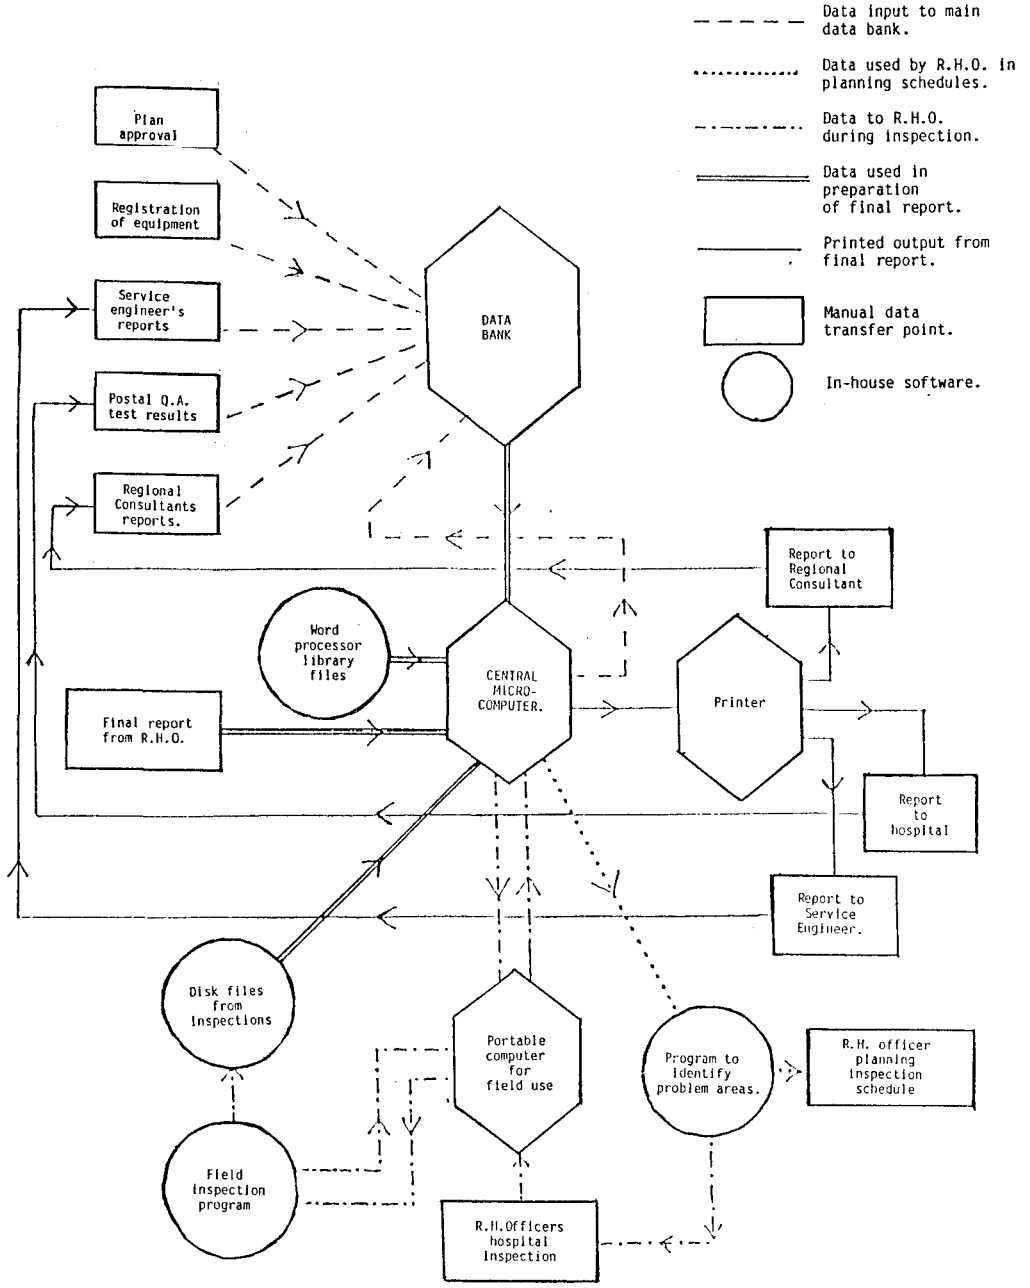 Data input to main
data bank.
Data used by R.H.O. in
planning schedules.
Data to R.H.O.
during inspection.
Data used in
preparation
of final report.
Printed output from
final report.
Manual data
transfer point.
In-house software.
Plan
approval
Registration
of equipment
Service
engineer's
reports
Postal Q.A.
test results
Regional
Consultants
reports.
DATA
BANK
Report to
Regional
Consultant
Word
processor
library
files
CENTRAL
MICRO-
COMPUTER.
Printer
Final report
from R.H.O.
Report
to
hospital
Report to
Service
Engineer.
Disk files
from
inspections
Portable
computer
for
field use
Program to
identify
problem areas.
R.H. officer
planning
inspection
schedule
Field
inspection
program
R.H.Officers
hospital
inspection